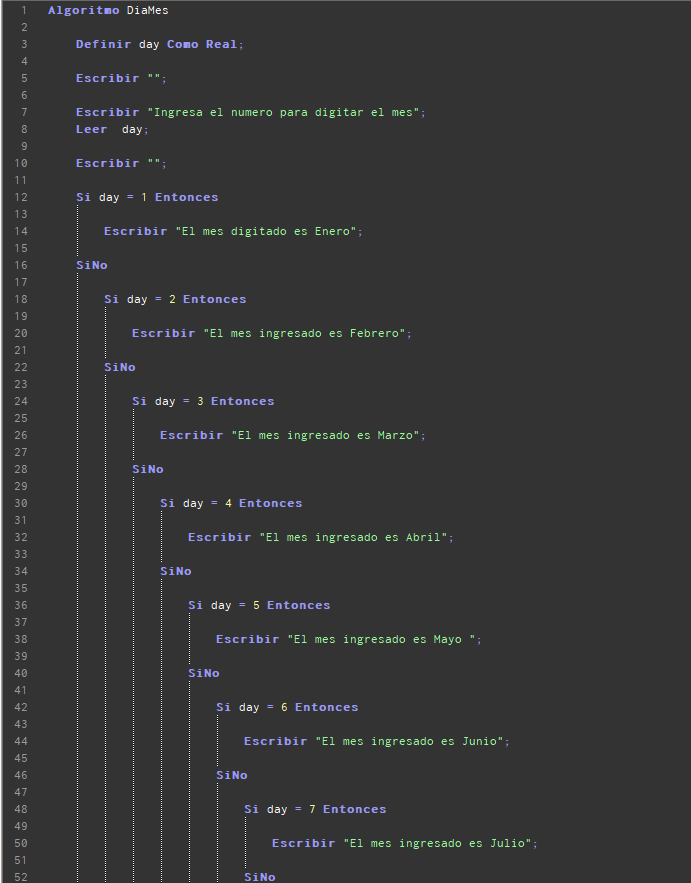 1 Algoritmo DiaMes
2
3 Definir day Como Real;
4
5 Escribir "";
6
7 Escribir "Ingresa el numero para digitar el mes";
8 Leer day;
9
10 Escribir "";
11
12 Si day = 1 Entonces
13
14 Escribir "El mes digitado es Enero";
15
16 SiNo
17
18 Si day = 2 Entonces
19
20 Escribir "El mes ingresado es Febrero";
21
22 SiNo
23
24 Si day = 3 Entonces
25
26 Escribir "El mes ingresado es Marzo";
27
28 SiNo
29
30 Si day = 4 Entonces
31
32 Escribir "El mes ingresado es Abril";
33
34 SiNo
35
36 Si day = 5 Entonces
37
38 Escribir "El mes ingresado es Mayo ";
39
40 SiNo
41
42 Si day = 6 Entonces
43
44 Escribir "El mes ingresado es Junio";
45
46 SiNo
47
48 Si day = 7 Entonces
49
50 Escribir "El mes ingresado es Julio";
51
52 SiNo